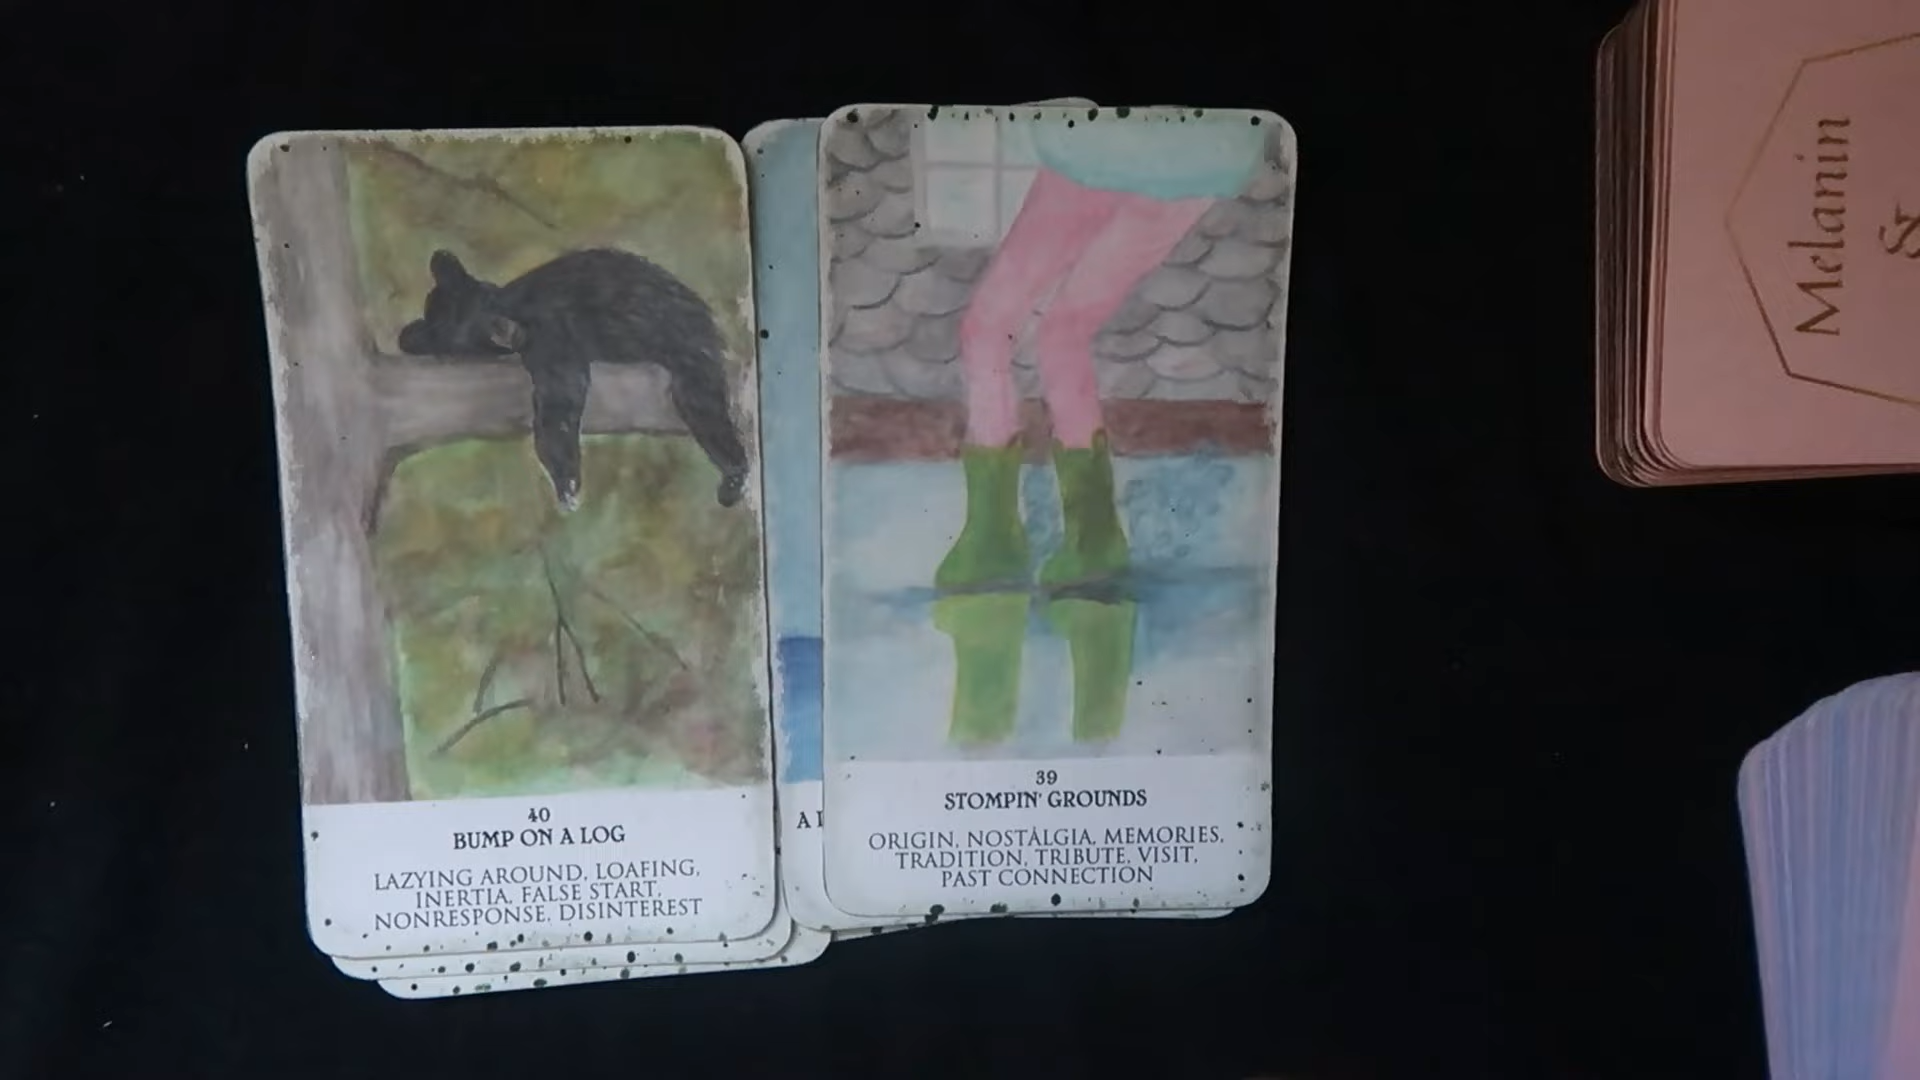 40
BUMP ON A LOG
LAZYING AROUND, LOAFING,
INERTIA, FALSE START,
NONRESPONSE, DISINTEREST
39
STOMPIN' GROUNDS
ORIGIN, NOSTALGIA, MEMORIES,
TRADITION, TRIBUTE, VISIT,
PAST CONNECTION
Melanin
&